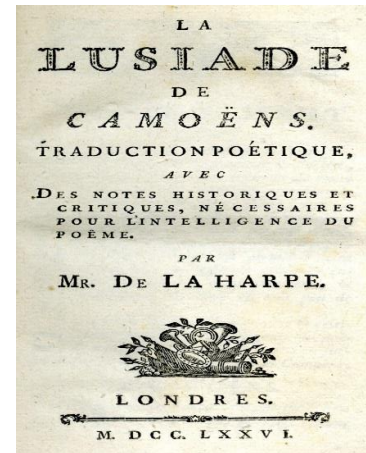 LA
LUSIADE
DE
CAMOËNS.
TRADUCTION POÉTIQUE,
AVEC
DES NOTES HISTORIQUES ET
CRITIQUES, NÉCESSAIRES
POUR L'INTELLIGENCE DU
POËME.
PAR
MR. DE LA HARPE.
LONDRES.
M. DCC. LXXVI.